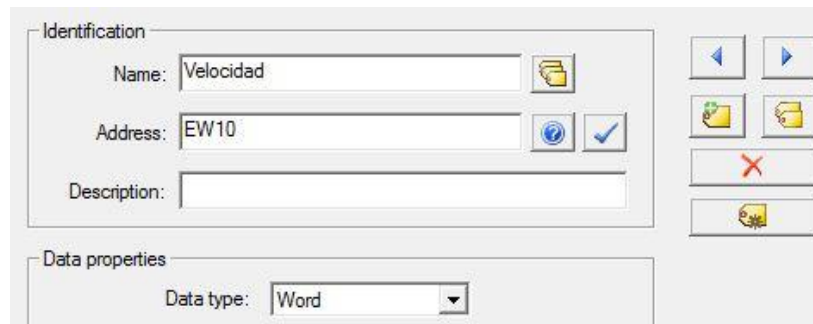 Identification
Name: Velocidad
Address: EW10
Description:
Data properties
Data type: Word